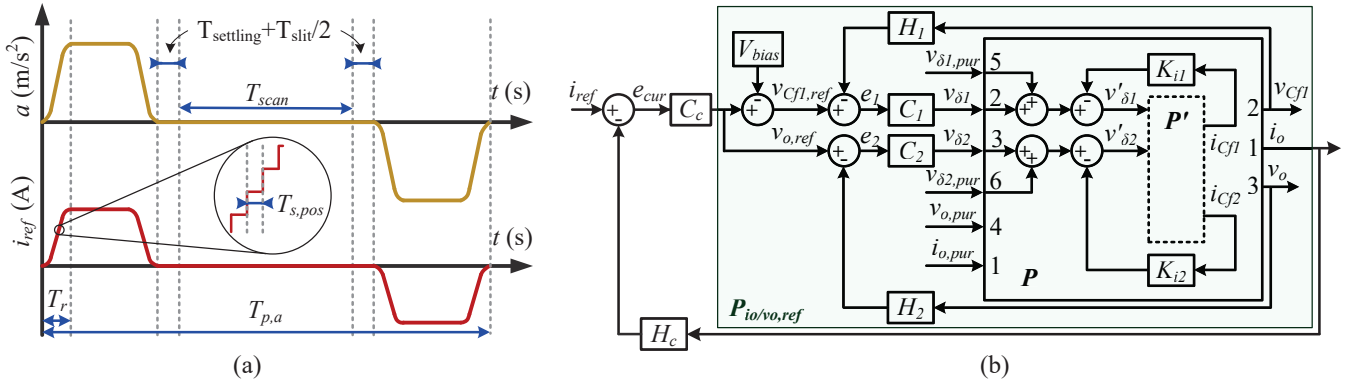 T_settling+T_slit/2
a (m/s²)
T_scan
t (s)
i_ref (A)
T_s,pos
t (s)
T_r
T_p,a
(a)
H_1
V_bias
v_δ1,pur
5
K_i1
i_ref
e_cur
v_Cf1,ref
e_1
v_δ1
2
v'_δ1
P'
v_Cf1
2
C_c
C_1
i_Cf1
i_o
1
v_o,ref
e_2
v_δ2
3
v'_δ2
C_2
v_o
3
v_δ2,pur
6
i_Cf2
v_o,pur
4
i_o,pur
1
P
K_i2
H_2
P_io/vo,ref
H_c
(b)
+
-
-
+
-
+
-
+
+
+
-
+
-
+
+
+
-